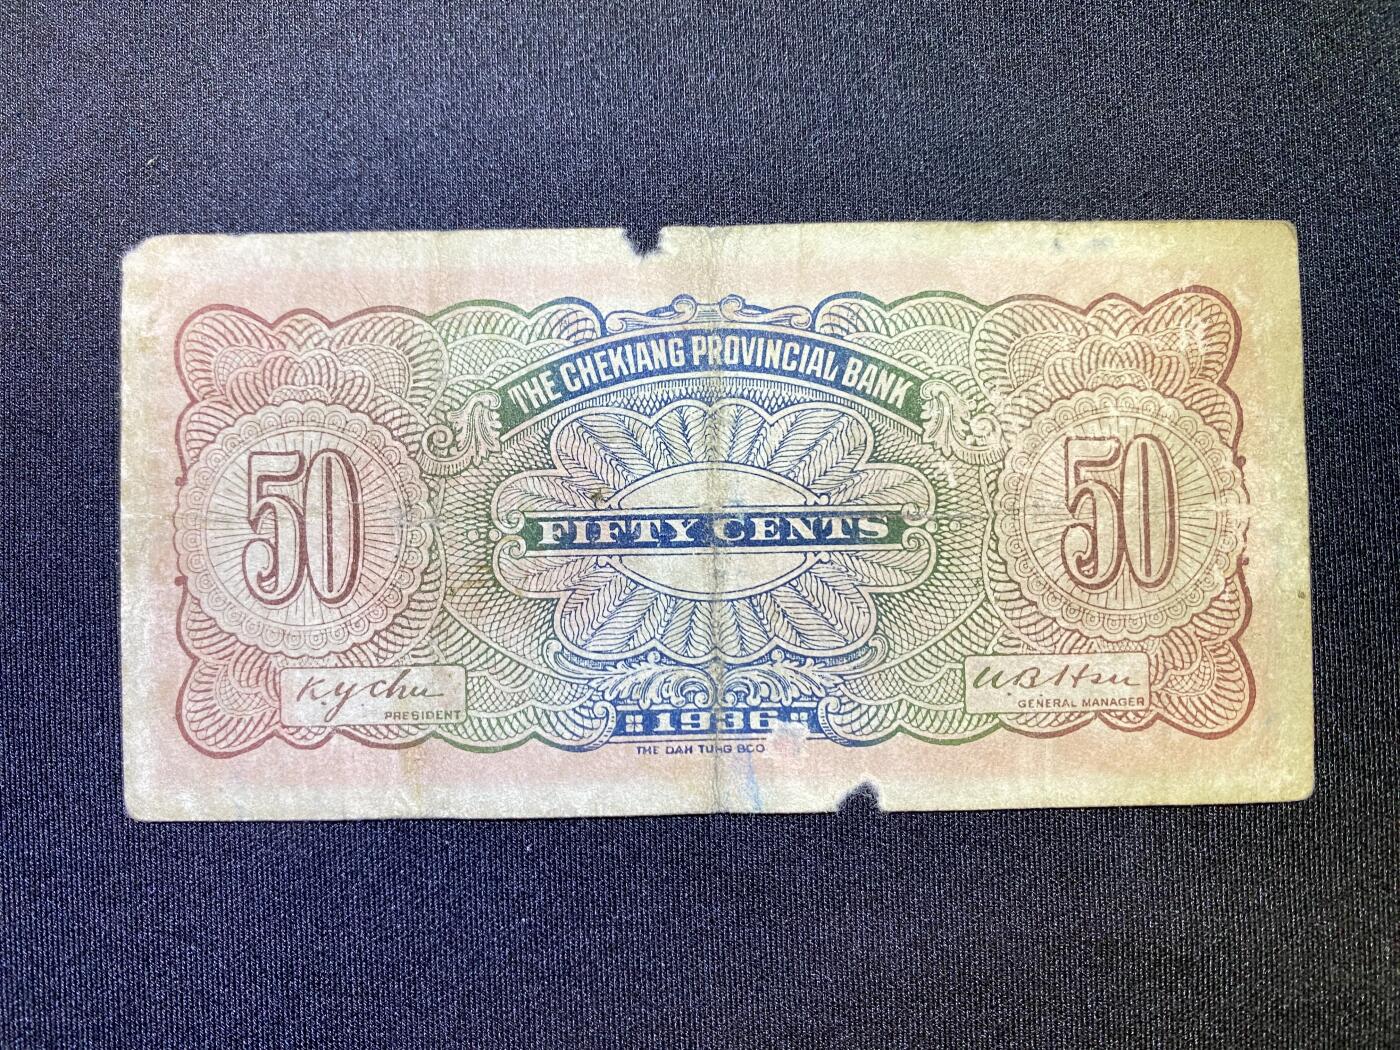 THE CHEKIANG PROVINCIAL BANK
50
50
FIFTY CENTS
K. Y. Chu
PRESIDENT
U. B. Hsu
GENERAL MANAGER
1936
THE DAH TUNG BCO